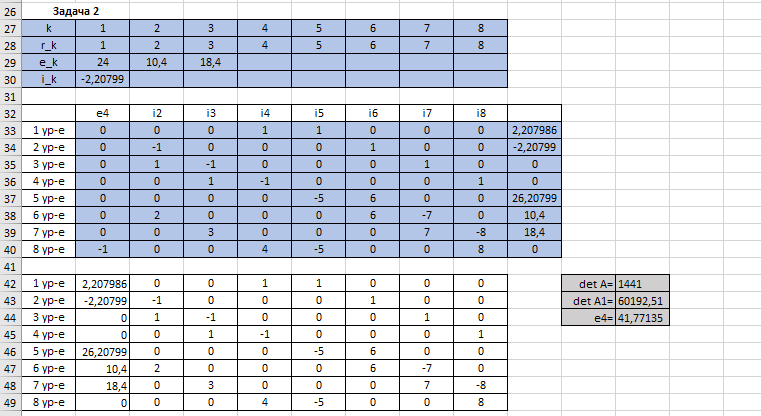 26 Задача 2
27 k 1 2 3 4 5 6 7 8
28 r_k 1 2 3 4 5 6 7 8
29 e_k 24 10,4 18,4
30 i_k -2,20799
31
32 e4 i2 i3 i4 i5 i6 i7 i8
33 1 ур-е 0 0 0 1 1 0 0 0 2,207986
34 2 ур-е 0 -1 0 0 0 1 0 0 -2,20799
35 3 ур-е 0 1 -1 0 0 0 1 0 0
36 4 ур-е 0 0 1 -1 0 0 0 1 0
37 5 ур-е 0 0 0 0 -5 6 0 0 26,20799
38 6 ур-е 0 2 0 0 0 6 -7 0 10,4
39 7 ур-е 0 0 3 0 0 0 7 -8 18,4
40 8 ур-е -1 0 0 4 -5 0 0 8 0
41
42 1 ур-е 2,207986 0 0 1 1 0 0 0 det A= 1441
43 2 ур-е -2,20799 -1 0 0 0 1 0 0 det A1= 60192,51
44 3 ур-е 0 1 -1 0 0 0 1 0 e4= 41,77135
45 4 ур-е 0 0 1 -1 0 0 0 1
46 5 ур-е 26,20799 0 0 0 -5 6 0 0
47 6 ур-е 10,4 2 0 0 0 6 -7 0
48 7 ур-е 18,4 0 3 0 0 0 7 -8
49 8 ур-е 0 0 0 4 -5 0 0 8